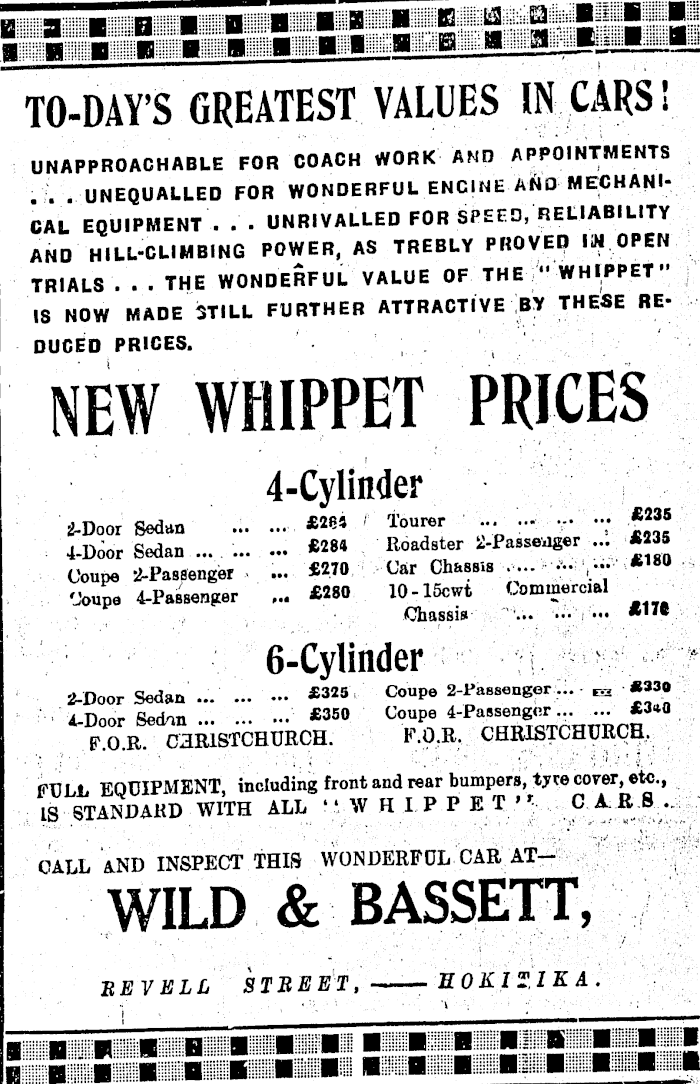 TO-DAY'S GREATEST VALUES IN CARS!
UNAPPROACHABLE FOR COACH WORK AND APPOINTMENTS
... UNEQUALLED FOR WONDERFUL ENGINE AND MECHANI-
CAL EQUIPMENT ... UNRIVALLED FOR SPEED, RELIABILITY
AND HILL-CLIMBING POWER, AS TREBLY PROVED IN OPEN
TRIALS ... THE WONDERFUL VALUE OF THE "WHIPPET"
IS NOW MADE STILL FURTHER ATTRACTIVE BY THESE RE-
DUCED PRICES.
NEW WHIPPET PRICES
4-Cylinder
2-Door Sedan ... ... £264
4-Door Sedan ... ... ... £284
Coupe 2-Passenger ... £270
Coupe 4-Passenger ... £280
Tourer ... ... ... ... £235
Roadster 2-Passenger ... £235
Car Chassis ... ... ... £180
10-15cwt Commercial
Chassis ... ... ...
6-Cylinder
2-Door Sedan ... ... ... £325
4-Door Sedan ... ... ... £350
F.O.R. CHRISTCHURCH.
Coupe 2-Passenger ... £330
Coupe 4-Passenger ... ... £340
F.O.R. CHRISTCHURCH.
FULL EQUIPMENT, including front and rear bumpers, tyre cover, etc.,
IS STANDARD WITH ALL "WHIPPET" CARS.
CALL AND INSPECT THIS WONDERFUL CAR AT—
WILD & BASSETT,
REVELL STREET, — HOKITIKA.